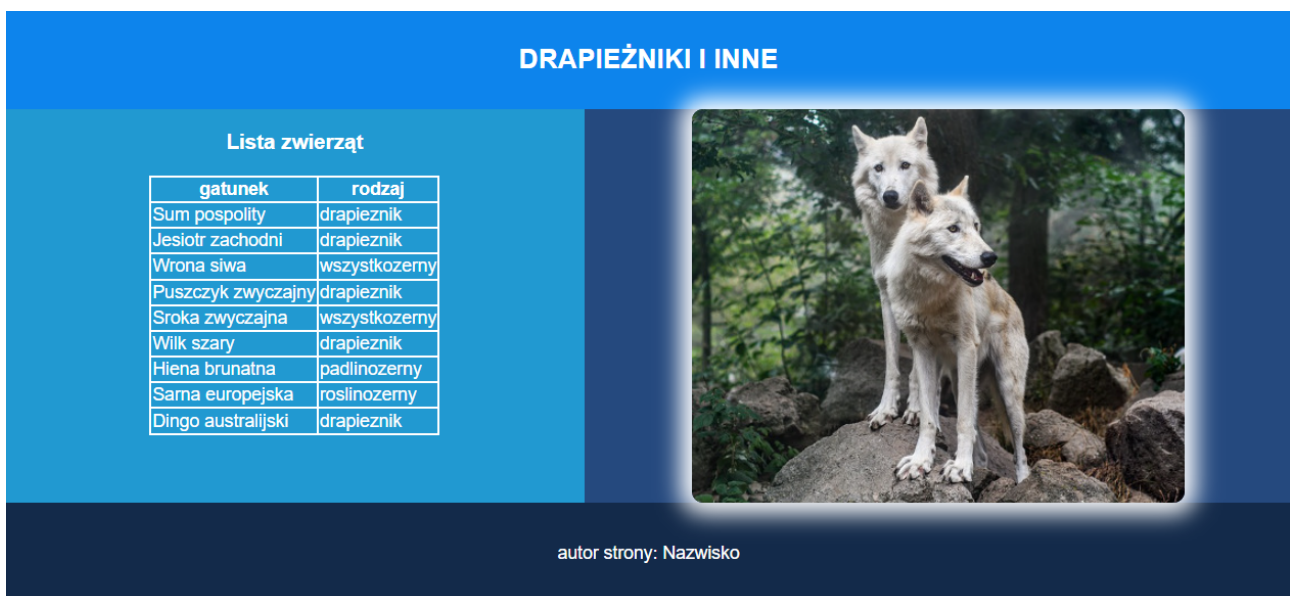 DRAPIEŻNIKI I INNE
Lista zwierząt
gatunek rodzaj
Sum pospolity drapieznik
Jesiotr zachodni drapieznik
Wrona siwa wszystkozerny
Puszczyk zwyczajny drapieznik
Sroka zwyczajna wszystkozerny
Wilk szary drapieznik
Hiena brunatna padlinozerny
Sarna europejska roslinozerny
Dingo australijski drapieznik
autor strony: Nazwisko